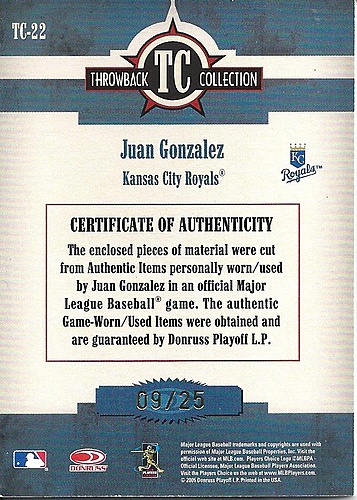 TC-22
THROWBACK TC COLLECTION
Juan Gonzalez
Kansas City Royals®
KC
Royals™
CERTIFICATE OF AUTHENTICITY
The enclosed pieces of material were cut
from Authentic Items personally worn/used
by Juan Gonzalez in an official Major
League Baseball® game. The authentic
Game-Worn/Used Items were obtained and
are guaranteed by Donruss Playoff L.P.
09/25
DONRUSS
PLAYERS
Major League Baseball trademarks and copyrights are used with
permission of Major League Baseball Properties, Inc. Visit the
official web site at MLB.com. Players Choice Logo ©MLBPA -
Official Licensee, Major League Baseball Players Association.
Visit the Players Choice on the web at www.MLBPlayers.com.
©2005 Donruss Playoff L.P. Printed in the USA.